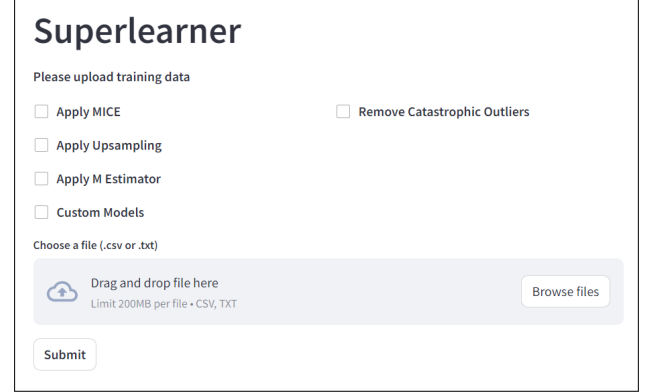 Superlearner
Please upload training data
Apply MICE
Remove Catastrophic Outliers
Apply Upsampling
Apply M Estimator
Custom Models
Choose a file (.csv or .txt)
Drag and drop file here
Limit 200MB per file • CSV, TXT
Browse files
Submit